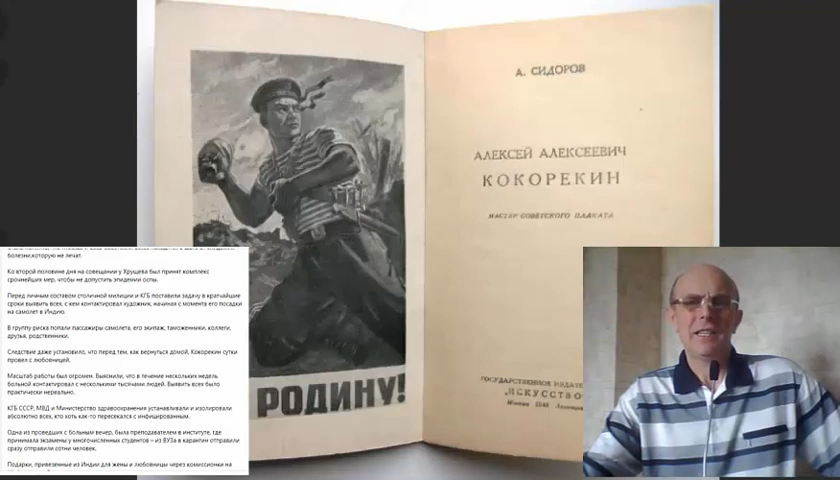 А. СИДОРОВ
АЛЕКСЕЙ АЛЕКСЕЕВИЧ
КОКОРЕКИН
МАСТЕР СОВЕТСКОГО ПЛАКАТА
ГОСУДАРСТВЕННОЕ
„ИСКУССТВО
Москва
РОДИНУ!
болезни,которую не лечат.
Ко второй половине дня на совещании у Хрущева был принят комплекс
срочнейших мер, чтобы не допустить эпидемии оспы.
Перед личным составом столичной милиции и КГБ поставили задачу в кратчайшие
сроки выявить всех, с кем контактировал художник, начиная с момента его посадки
на самолет в Индию.
В группу риска попали пассажиры самолета, его экипаж, таможенники, коллеги,
друзья, родственники.
Следствие даже установило, что перед тем, как вернуться домой, Кокорекин сутки
провел с любовницей.
Масштаб работы был огромен. Выяснили, что в течение нескольких недель
больной контактировал с несколькими тысячами людей. Выявить всех было
практически нереально.
КГБ СССР, МВД и Министерство здравоохранения устанавливали и изолировали
абсолютно всех, кто хоть как-то пересекался с инфицированным.
Одна из проведших с больным вечер, была преподавателем в институте, где
принимала экзамены у многочисленных студентов – из ВУЗа в карантин отправили
сразу отправили сотни человек.
Подарки, привезенные из Индии для жены и любовницы через комиссионки на